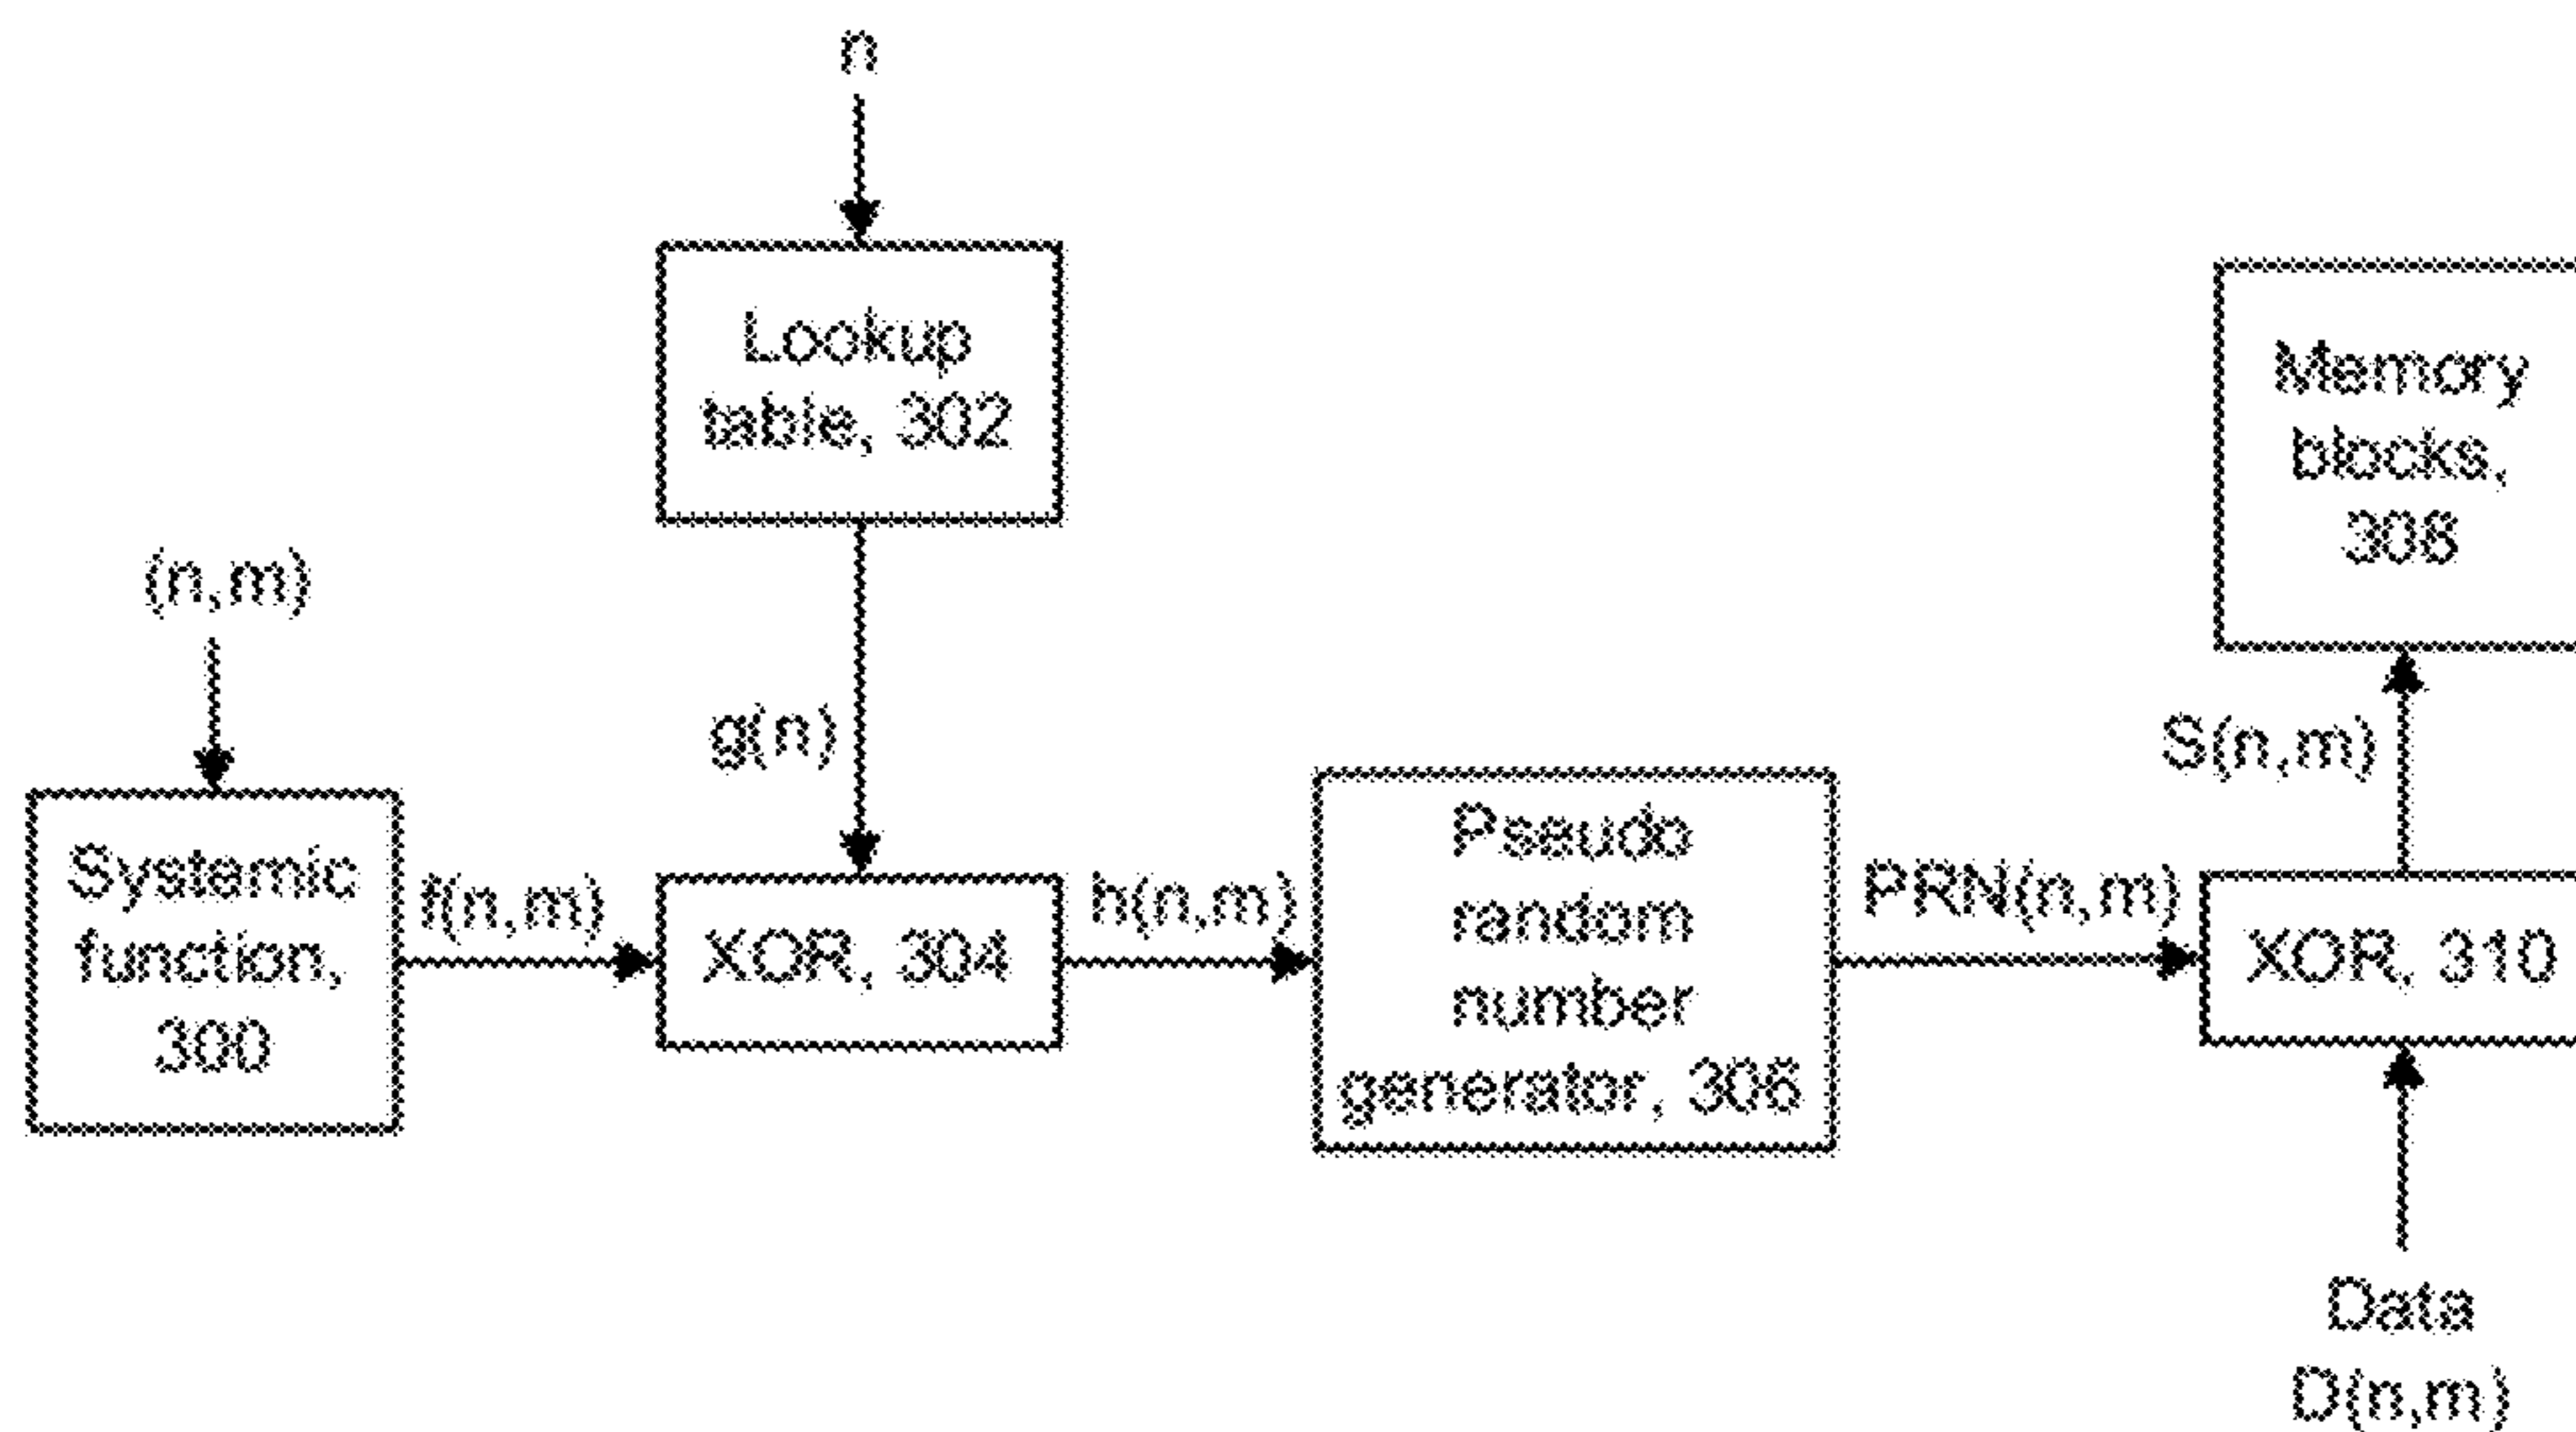 n
Lookup
table, 302
(n,m)
g(n)
Systemic
function,
300
f(n,m)
XOR, 304
h(n,m)
Pseudo
random
number
generator, 306
PRN(n,m)
Memory
blocks,
308
S(n,m)
XOR, 310
Data
D(n,m)